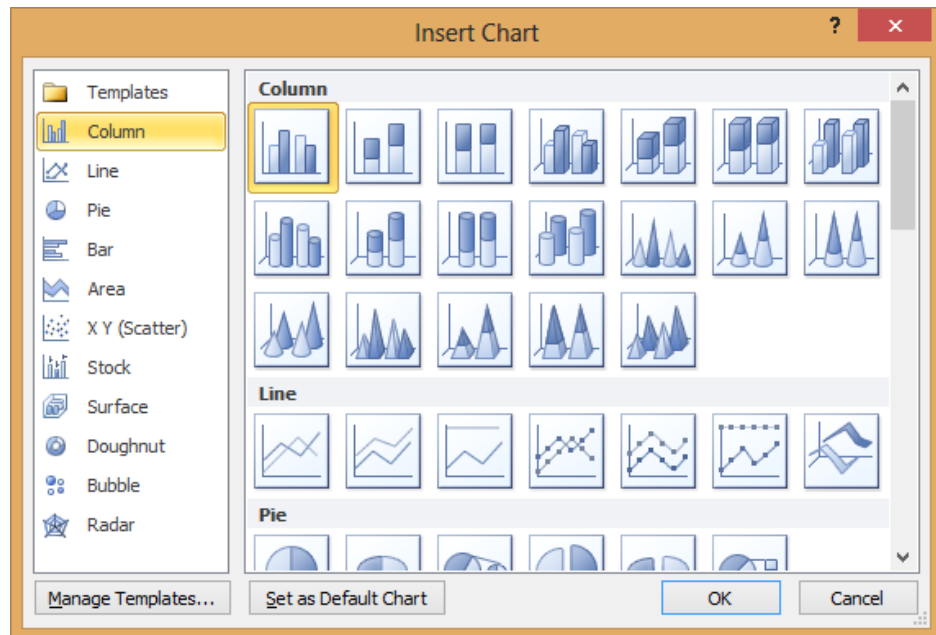 Insert Chart
?
Templates
Column
Line
Pie
Bar
Area
X Y (Scatter)
Stock
Surface
Doughnut
Bubble
Radar
Column
Line
Pie
Manage Templates...
Set as Default Chart
OK
Cancel